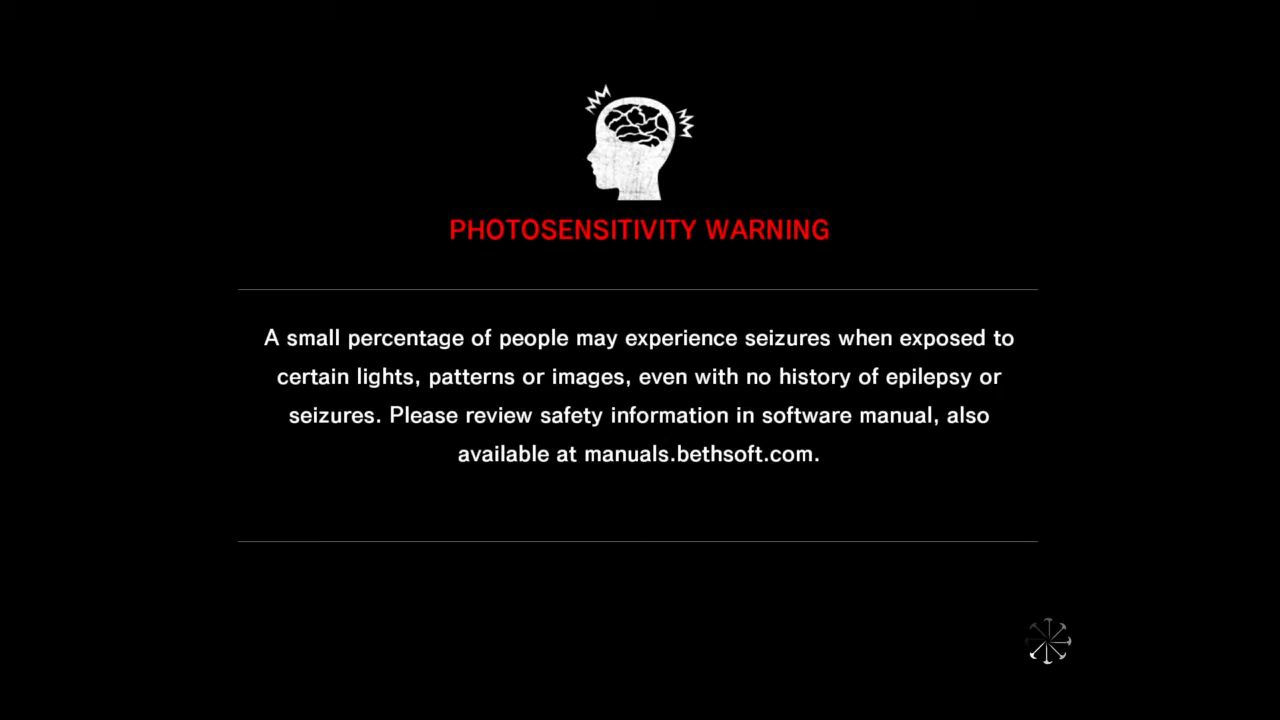 PHOTOSENSITIVITY WARNING
A small percentage of people may experience seizures when exposed to
certain lights, patterns or images, even with no history of epilepsy or
seizures. Please review safety information in software manual, also
available at manuals.bethsoft.com.